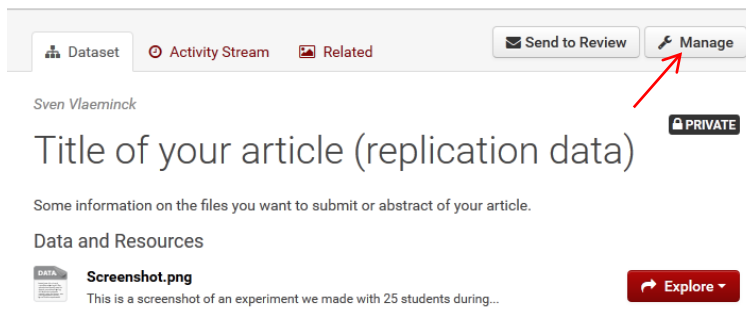 Dataset
Activity Stream
Related
Send to Review
Manage
Sven Vlaeminck
PRIVATE
Title of your article (replication data)
Some information on the files you want to submit or abstract of your article.
Data and Resources
DATA
Screenshot.png
This is a screenshot of an experiment we made with 25 students during...
Explore